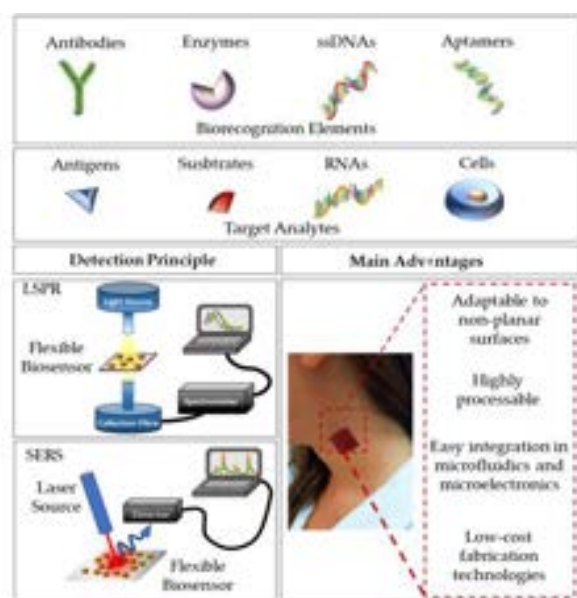 Antibodies
Enzymes
ssDNAs
Aptamers
Biorecognition Elements
Antigens
Susbtrates
RNAs
Cells
Target Analytes
Detection Principle
Main Adv+ntages
LSPR
Light Source
Flexible
Biosensor
Spectrometer
Collection Fibre
SERS
Laser
Source
Detector
Flexible
Biosensor
Adaptable to
non-planar
surfaces
Highly
processable
Easy integration in
microfluidics and
microelectronics
Low-cost
fabrication
technologies